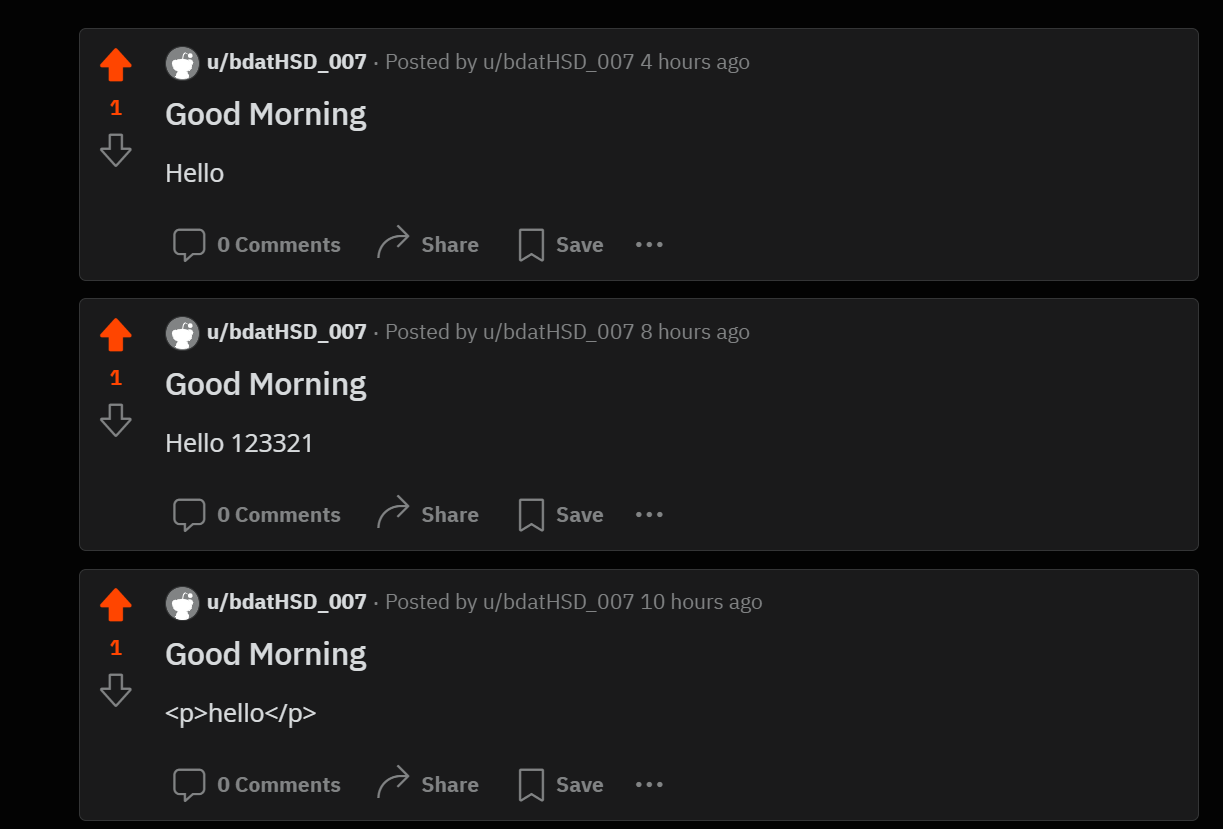 u/bdatHSD_007 · Posted by u/bdatHSD_007 4 hours ago
1
Good Morning
Hello
0 Comments Share Save ...
u/bdatHSD_007 · Posted by u/bdatHSD_007 8 hours ago
1
Good Morning
Hello 123321
0 Comments Share Save ...
u/bdatHSD_007 · Posted by u/bdatHSD_007 10 hours ago
1
Good Morning
<p>hello</p>
0 Comments Share Save ...